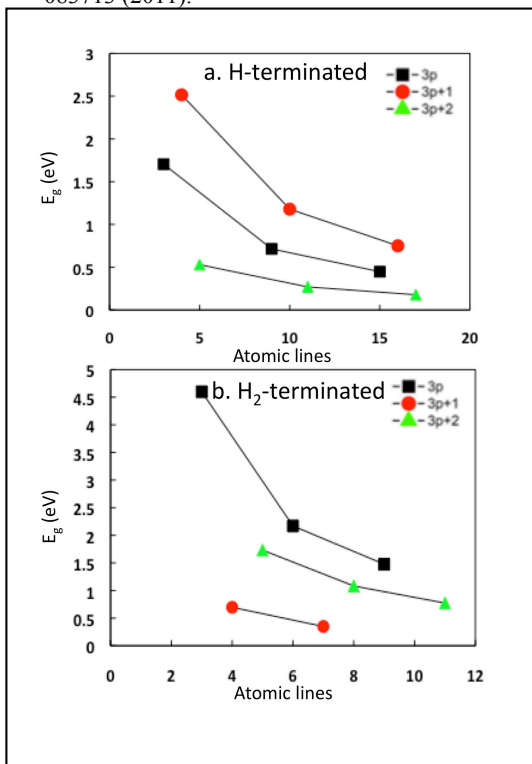 083715 (2011).
a. H-terminated
3p
3p+1
3p+2
E_g (eV)
3
2.5
2
1.5
1
0.5
0
0 5 10 15 20
Atomic lines
b. H₂-terminated
3p
3p+1
3p+2
E_g (eV)
5
4.5
4
3.5
3
2.5
2
1.5
1
0.5
0
0 2 4 6 8 10 12
Atomic lines